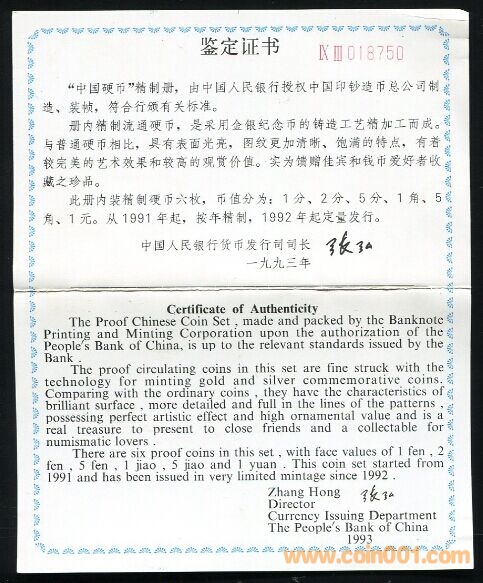 鉴定证书
IX III 018750
“中国硬币”精制册，由中国人民银行授权中国印钞造币总公司制
造、装帧，符合行颁有关标准。
册内精制流通硬币，是采用金银纪念币的铸造工艺精加工而成。
与普通硬币相比，具有表面光亮，图纹更加清晰、饱满的特点，有着
较完美的艺术效果和较高的观赏价值。实为馈赠佳宾和钱币爱好者收
藏之珍品。
此册内装精制硬币六枚，币值分为：1分、2分、5分、1角、5
角、1元。从1991年起，按年精制，1992年起定量发行。
中国人民银行货币发行司司长 张弘
一九九三年
Certificate of Authenticity
The Proof Chinese Coin Set , made and packed by the Banknote
Printing and Minting Corporation upon the authorization of the
People's Bank of China, is up to the relevant standards issued by the
Bank .
The proof circulating coins in this set are fine struck with the
technology for minting gold and silver commemorative coins.
Comparing with the ordinary coins , they have the characteristics of
brilliant surface , more detailed and full in the lines of the patterns ,
possessing perfect artistic effect and high ornamental value and is a
real treasure to present to close friends and a collectable for
numismatic lovers .
There are six proof coins in this set , with face values of 1 fen , 2
fen , 5 fen , 1 jiao , 5 jiao and 1 yuan . This coin set started from
1991 and has been issued in very limited mintage since 1992 .
Zhang Hong 张弘
Director
Currency Issuing Department
The People's Bank of China
1993
www.coin001.com